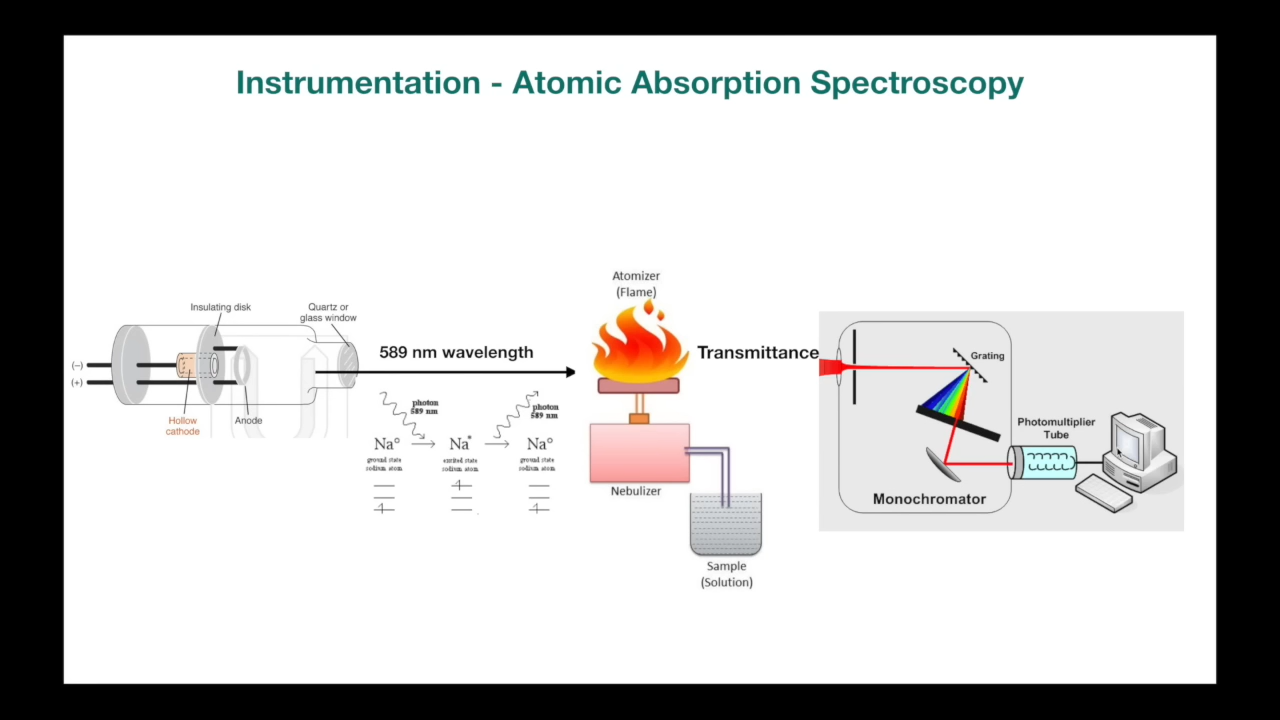 Instrumentation - Atomic Absorption Spectroscopy
Insulating disk
Quartz or
glass window
(−)
(+)
Hollow
cathode
Anode
589 nm wavelength
photon
589 nm
photon
589 nm
Na° Na* Na°
ground state
sodium atom
excited state
sodium atom
ground state
sodium atom
Atomizer
(Flame)
Nebulizer
Sample
(Solution)
Transmittance
Grating
Monochromator
Photomultiplier
Tube